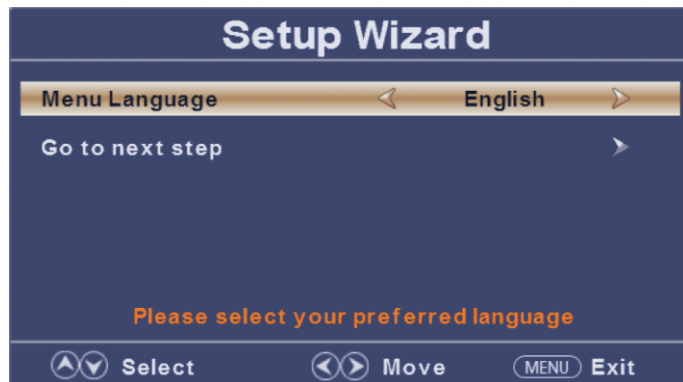 Setup Wizard
Menu Language English
Go to next step
Please select your preferred language
Select Move MENU Exit